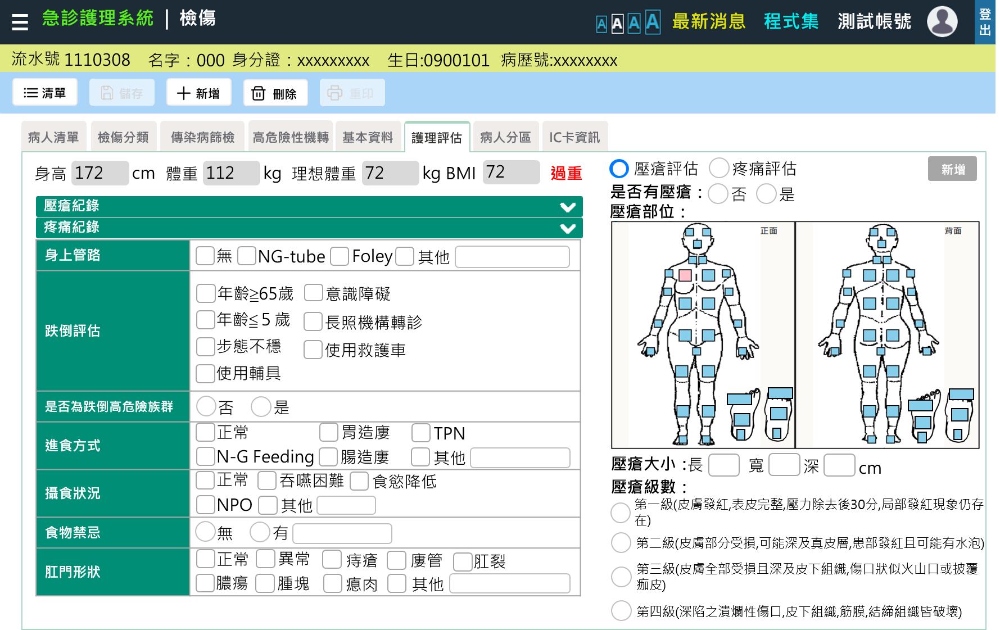 急診護理系統 | 檢傷
A A A A 最新消息 程式集 測試帳號 登出
流水號 1110308 名字：000 身分證：xxxxxxxxx 生日:0900101 病歷號:xxxxxxxx
清單 儲存 新增 刪除 重印
病人清單 檢傷分類 傳染病篩檢 高危險性機轉 基本資料 護理評估 病人分區 IC卡資訊
身高 172 cm 體重 112 kg 理想體重 72 kg BMI 72 過重
壓瘡紀錄
疼痛紀錄
身上管路 無 NG-tube Foley 其他
跌倒評估
年齡≧65歲 意識障礙
年齡≦5 歲 長照機構轉診
步態不穩 使用救護車
使用輔具
是否為跌倒高危險族群 否 是
進食方式
正常 胃造廔 TPN
N-G Feeding 腸造廔 其他
攝食狀況
正常 吞嚥困難 食慾降低
NPO 其他
食物禁忌 無 有
肛門形狀
正常 異常 痔瘡 廔管 肛裂
膿瘍 腫塊 瘜肉 其他
壓瘡評估 疼痛評估 新增
是否有壓瘡：否 是
壓瘡部位：
正面 背面
壓瘡大小 :長 寬 深 cm
壓瘡級數：
第一級(皮膚發紅,表皮完整,壓力除去後30分,局部發紅現象仍存
在)
第二級(皮膚部分受損,可能深及真皮層,患部發紅且可能有水泡)
第三級(皮膚全部受損且深及皮下組織,傷口狀似火山口或披覆
痂皮)
第四級(深陷之潰爛性傷口,皮下組織,筋膜,結締組織皆破壞)